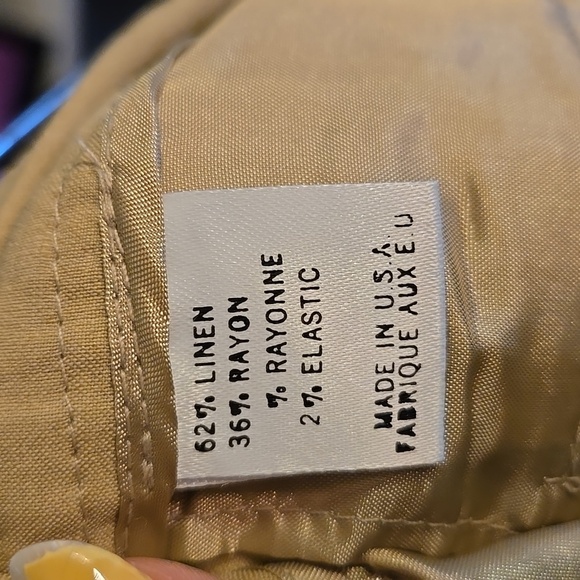 62% LINEN
36% RAYON
% RAYONNE
2% ELASTIC
MADE IN U.S.A.
FABRIQUE AUX E.U